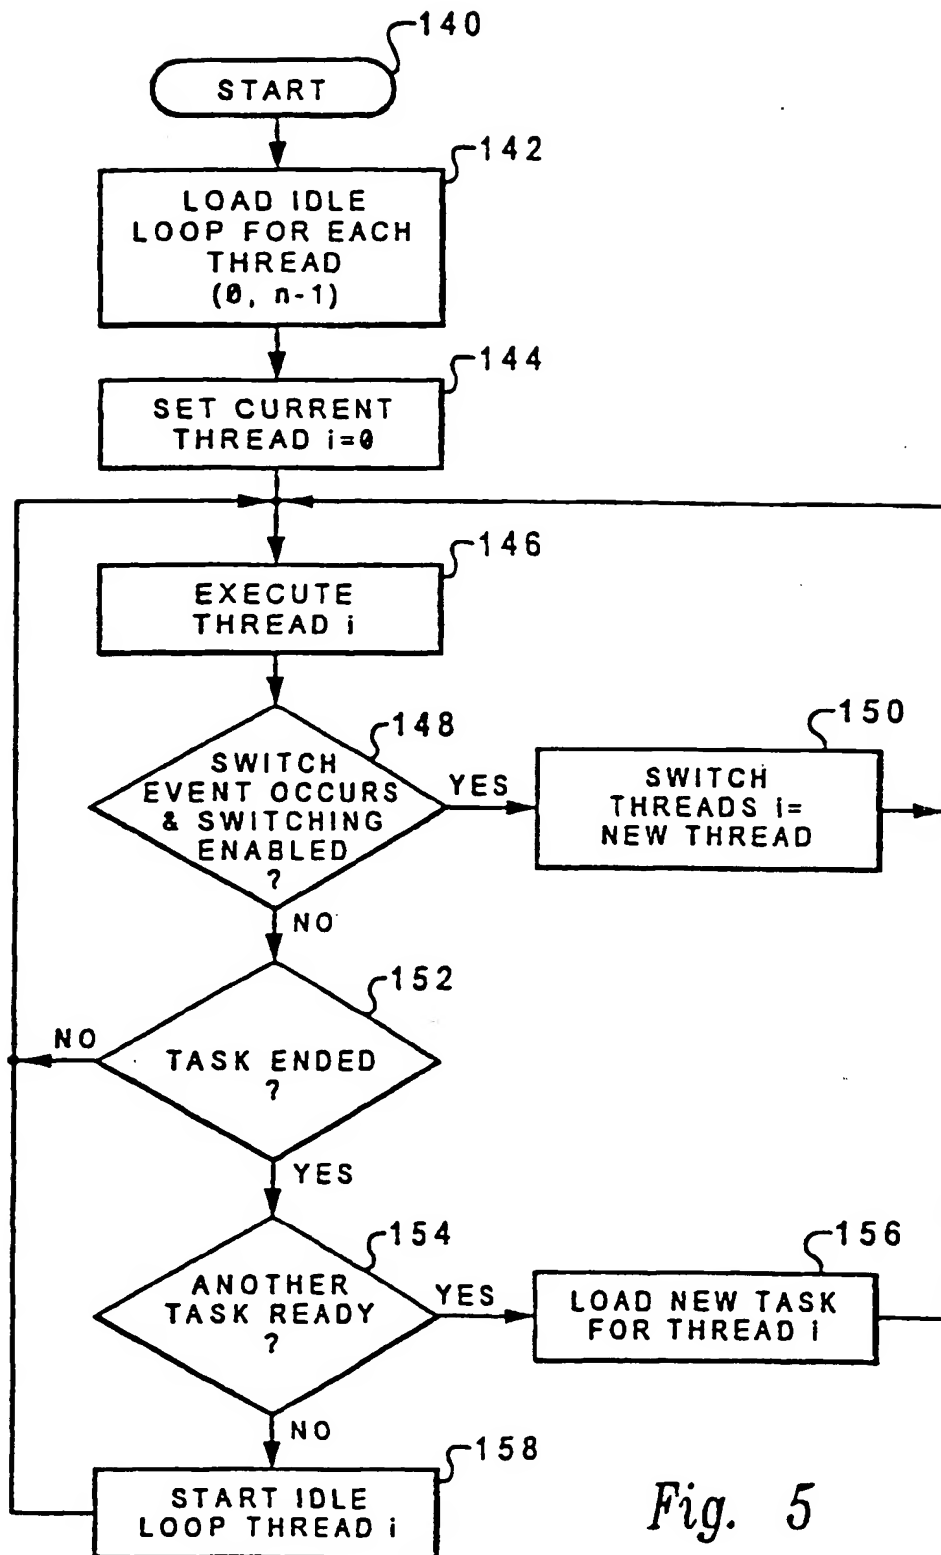 140
START
142
LOAD IDLE
LOOP FOR EACH
THREAD
(0, n-1)
144
SET CURRENT
THREAD i=0
146
EXECUTE
THREAD i
148
SWITCH
EVENT OCCURS
& SWITCHING
ENABLED
?
YES
150
SWITCH
THREADS i=
NEW THREAD
NO
152
NO
TASK ENDED
?
YES
154
ANOTHER
TASK READY
?
YES
156
LOAD NEW TASK
FOR THREAD i
NO
158
START IDLE
LOOP THREAD i
Fig. 5